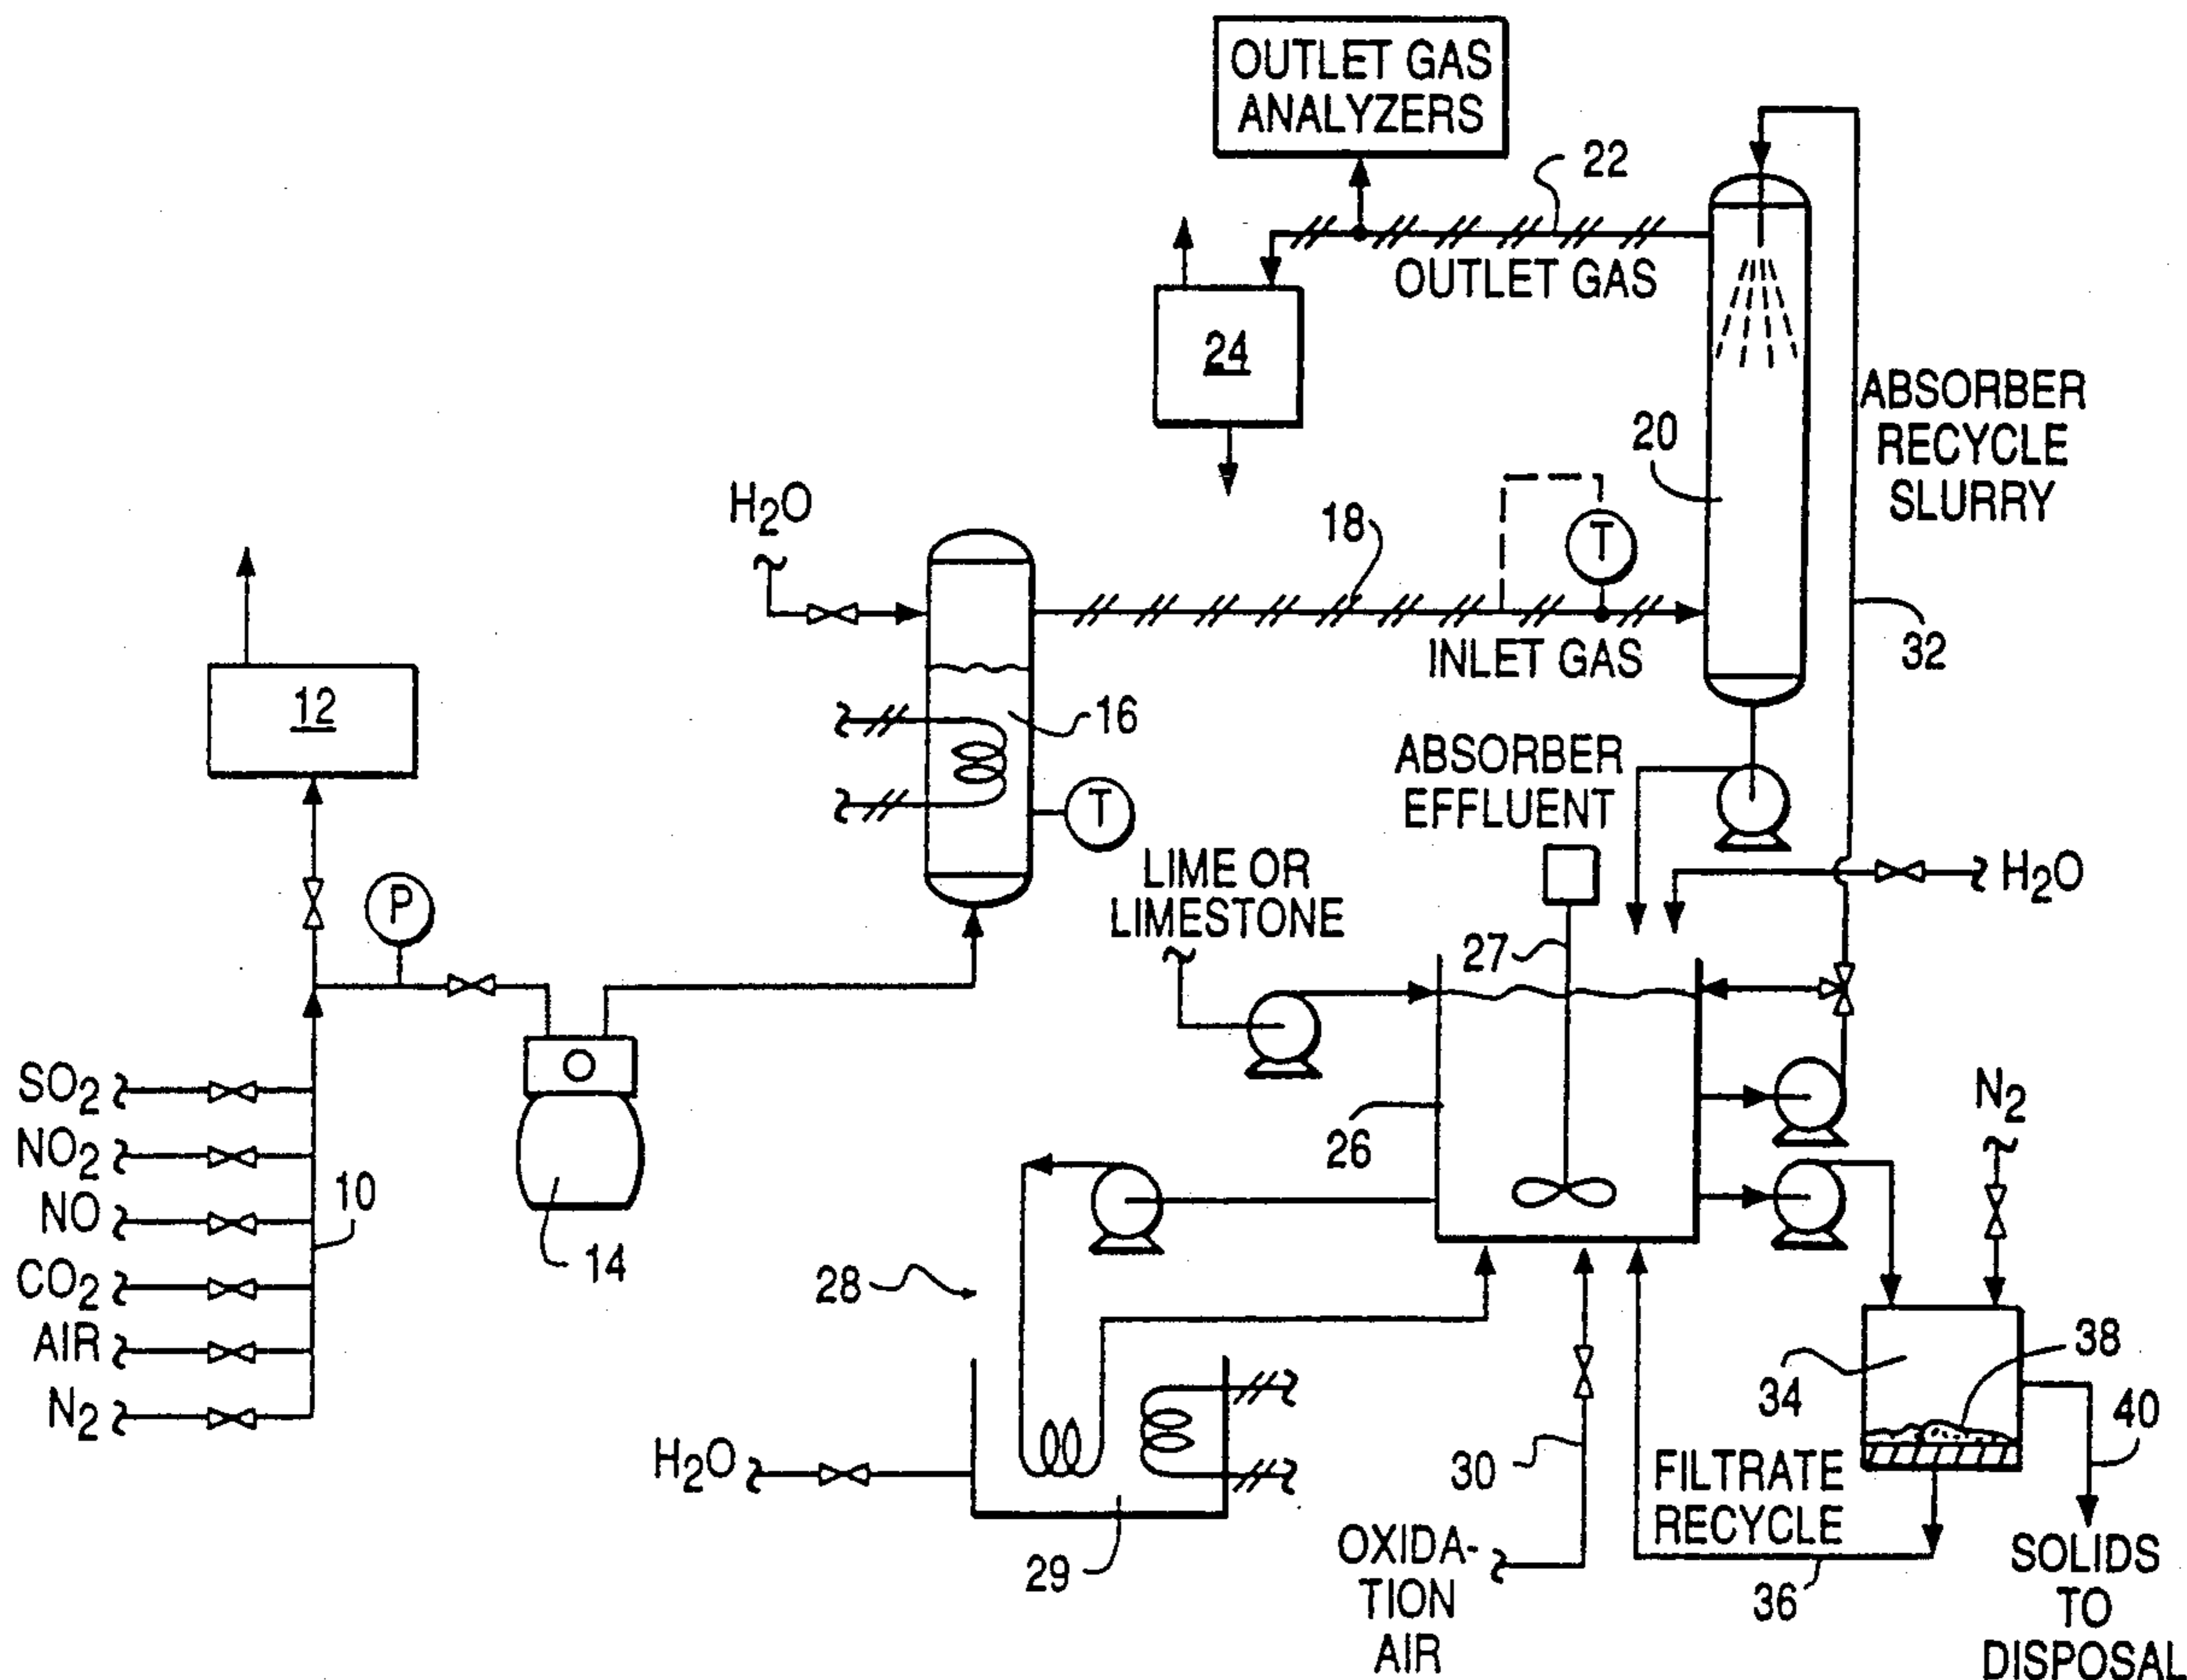 OUTLET GAS
ANALYZERS
22
OUTLET GAS
24
ABSORBER
RECYCLE
SLURRY
20
H2O
18
T
INLET GAS
32
12
16
T
ABSORBER
EFFLUENT
LIME OR
LIMESTONE
H2O
P
27
SO2
NO2
NO
CO2
AIR
N2
10
14
26
N2
28
34
38
40
H2O
29
30
OXIDA-
TION
AIR
FILTRATE
RECYCLE
36
SOLIDS
TO
DISPOSAL